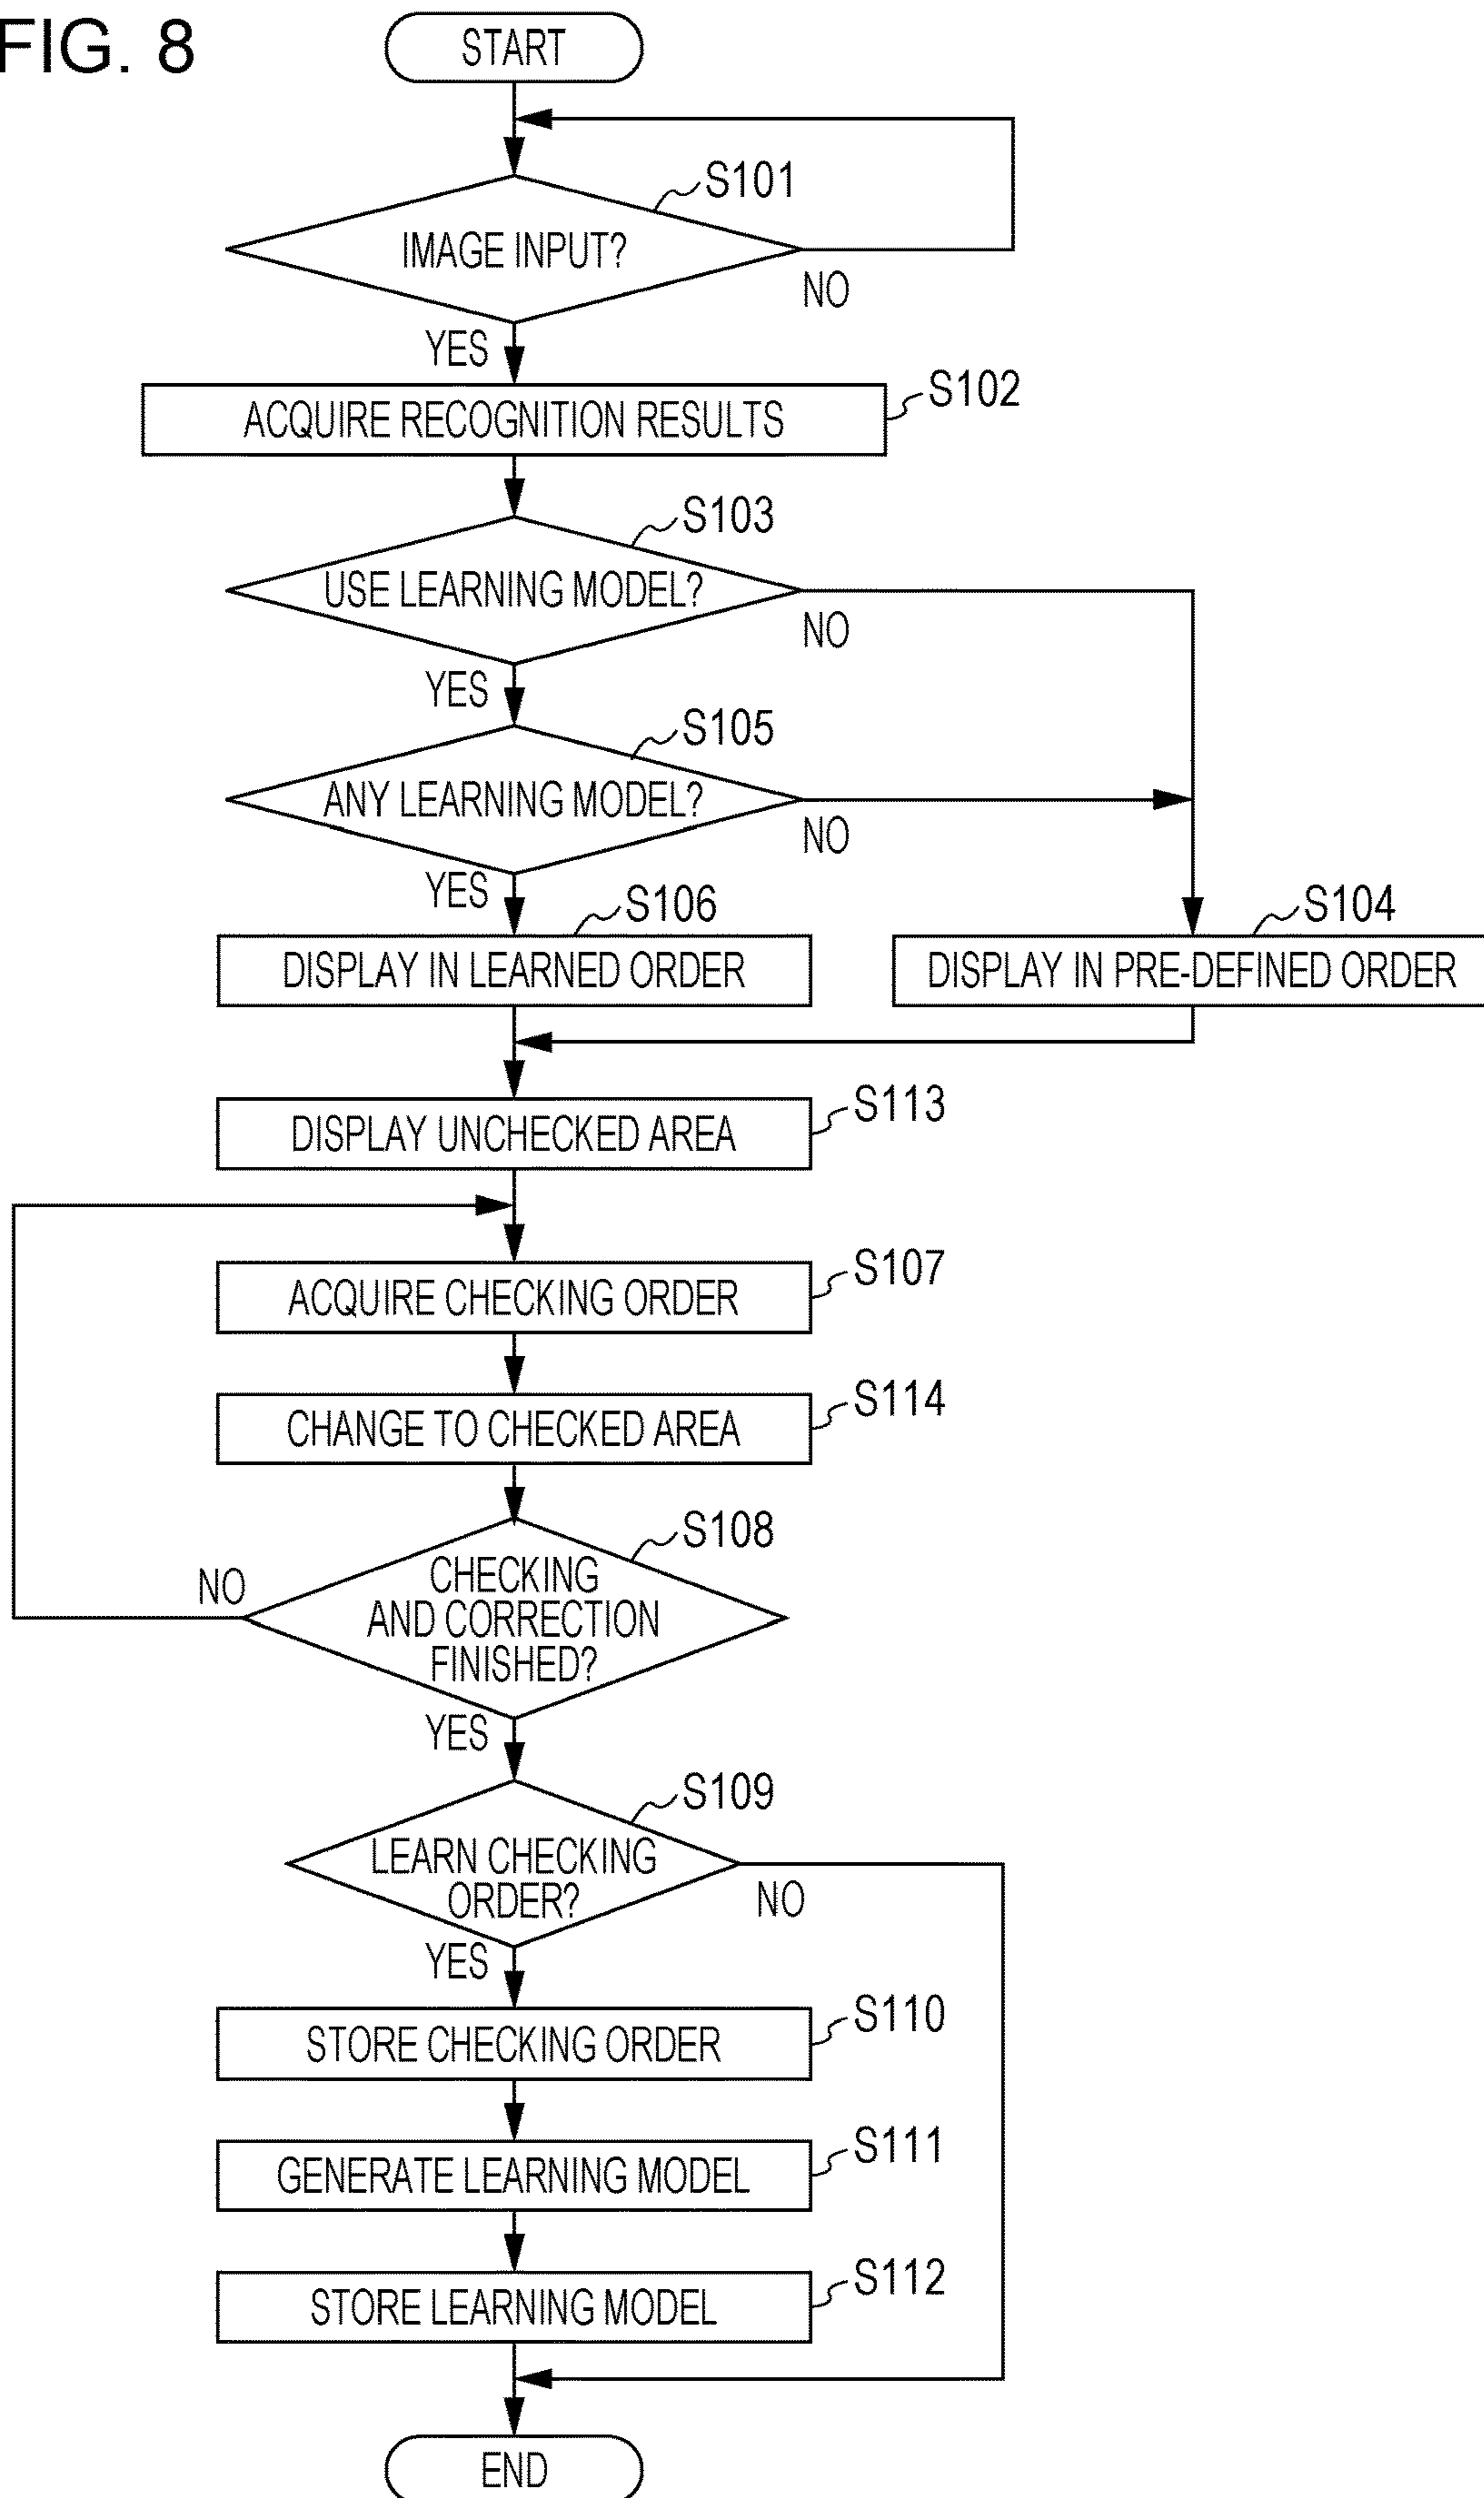 FIG. 8
START
S101
IMAGE INPUT?
NO
YES
S102
ACQUIRE RECOGNITION RESULTS
S103
USE LEARNING MODEL?
NO
YES
S105
ANY LEARNING MODEL?
NO
YES
S106
S104
DISPLAY IN LEARNED ORDER
DISPLAY IN PRE-DEFINED ORDER
S113
DISPLAY UNCHECKED AREA
S107
ACQUIRE CHECKING ORDER
S114
CHANGE TO CHECKED AREA
S108
CHECKING
AND CORRECTION
FINISHED?
NO
YES
S109
LEARN CHECKING
ORDER?
NO
YES
S110
STORE CHECKING ORDER
S111
GENERATE LEARNING MODEL
S112
STORE LEARNING MODEL
END